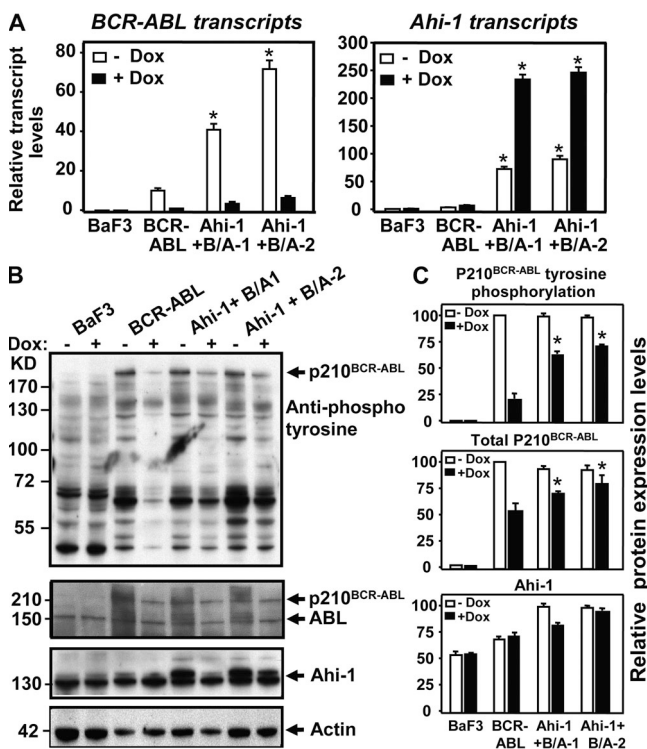 A
BCR-ABL transcripts
Ahi-1 transcripts
Relative transcript
levels
80
60
40
20
0
- Dox
+ Dox
*
*
BaF3
BCR-
ABL
Ahi-1
+B/A-1
Ahi-1
+B/A-2
300
250
200
150
100
50
0
- Dox
+ Dox
*
*
*
*
BaF3
BCR-
ABL
Ahi-1
+B/A-1
Ahi-1
+B/A-2
B
BaF3
BCR-ABL
Ahi-1+ B/A1
Ahi-1 + B/A-2
Dox: - + - + - + - +
KD
170
130
100
72
55
p210BCR-ABL
Anti-phospho
tyrosine
210
150
p210BCR-ABL
ABL
130
Ahi-1
42
Actin
C
P210BCR-ABL tyrosine
phosphorylation
100
75
50
25
0
- Dox
+Dox
*
*
Total P210BCR-ABL
100
75
50
25
0
- Dox
+Dox
*
*
Ahi-1
100
75
50
25
0
- Dox
+Dox
BaF3
BCR-
ABL
Ahi-1
+B/A-1
Ahi-1+
B/A-2
Relative protein expression levels